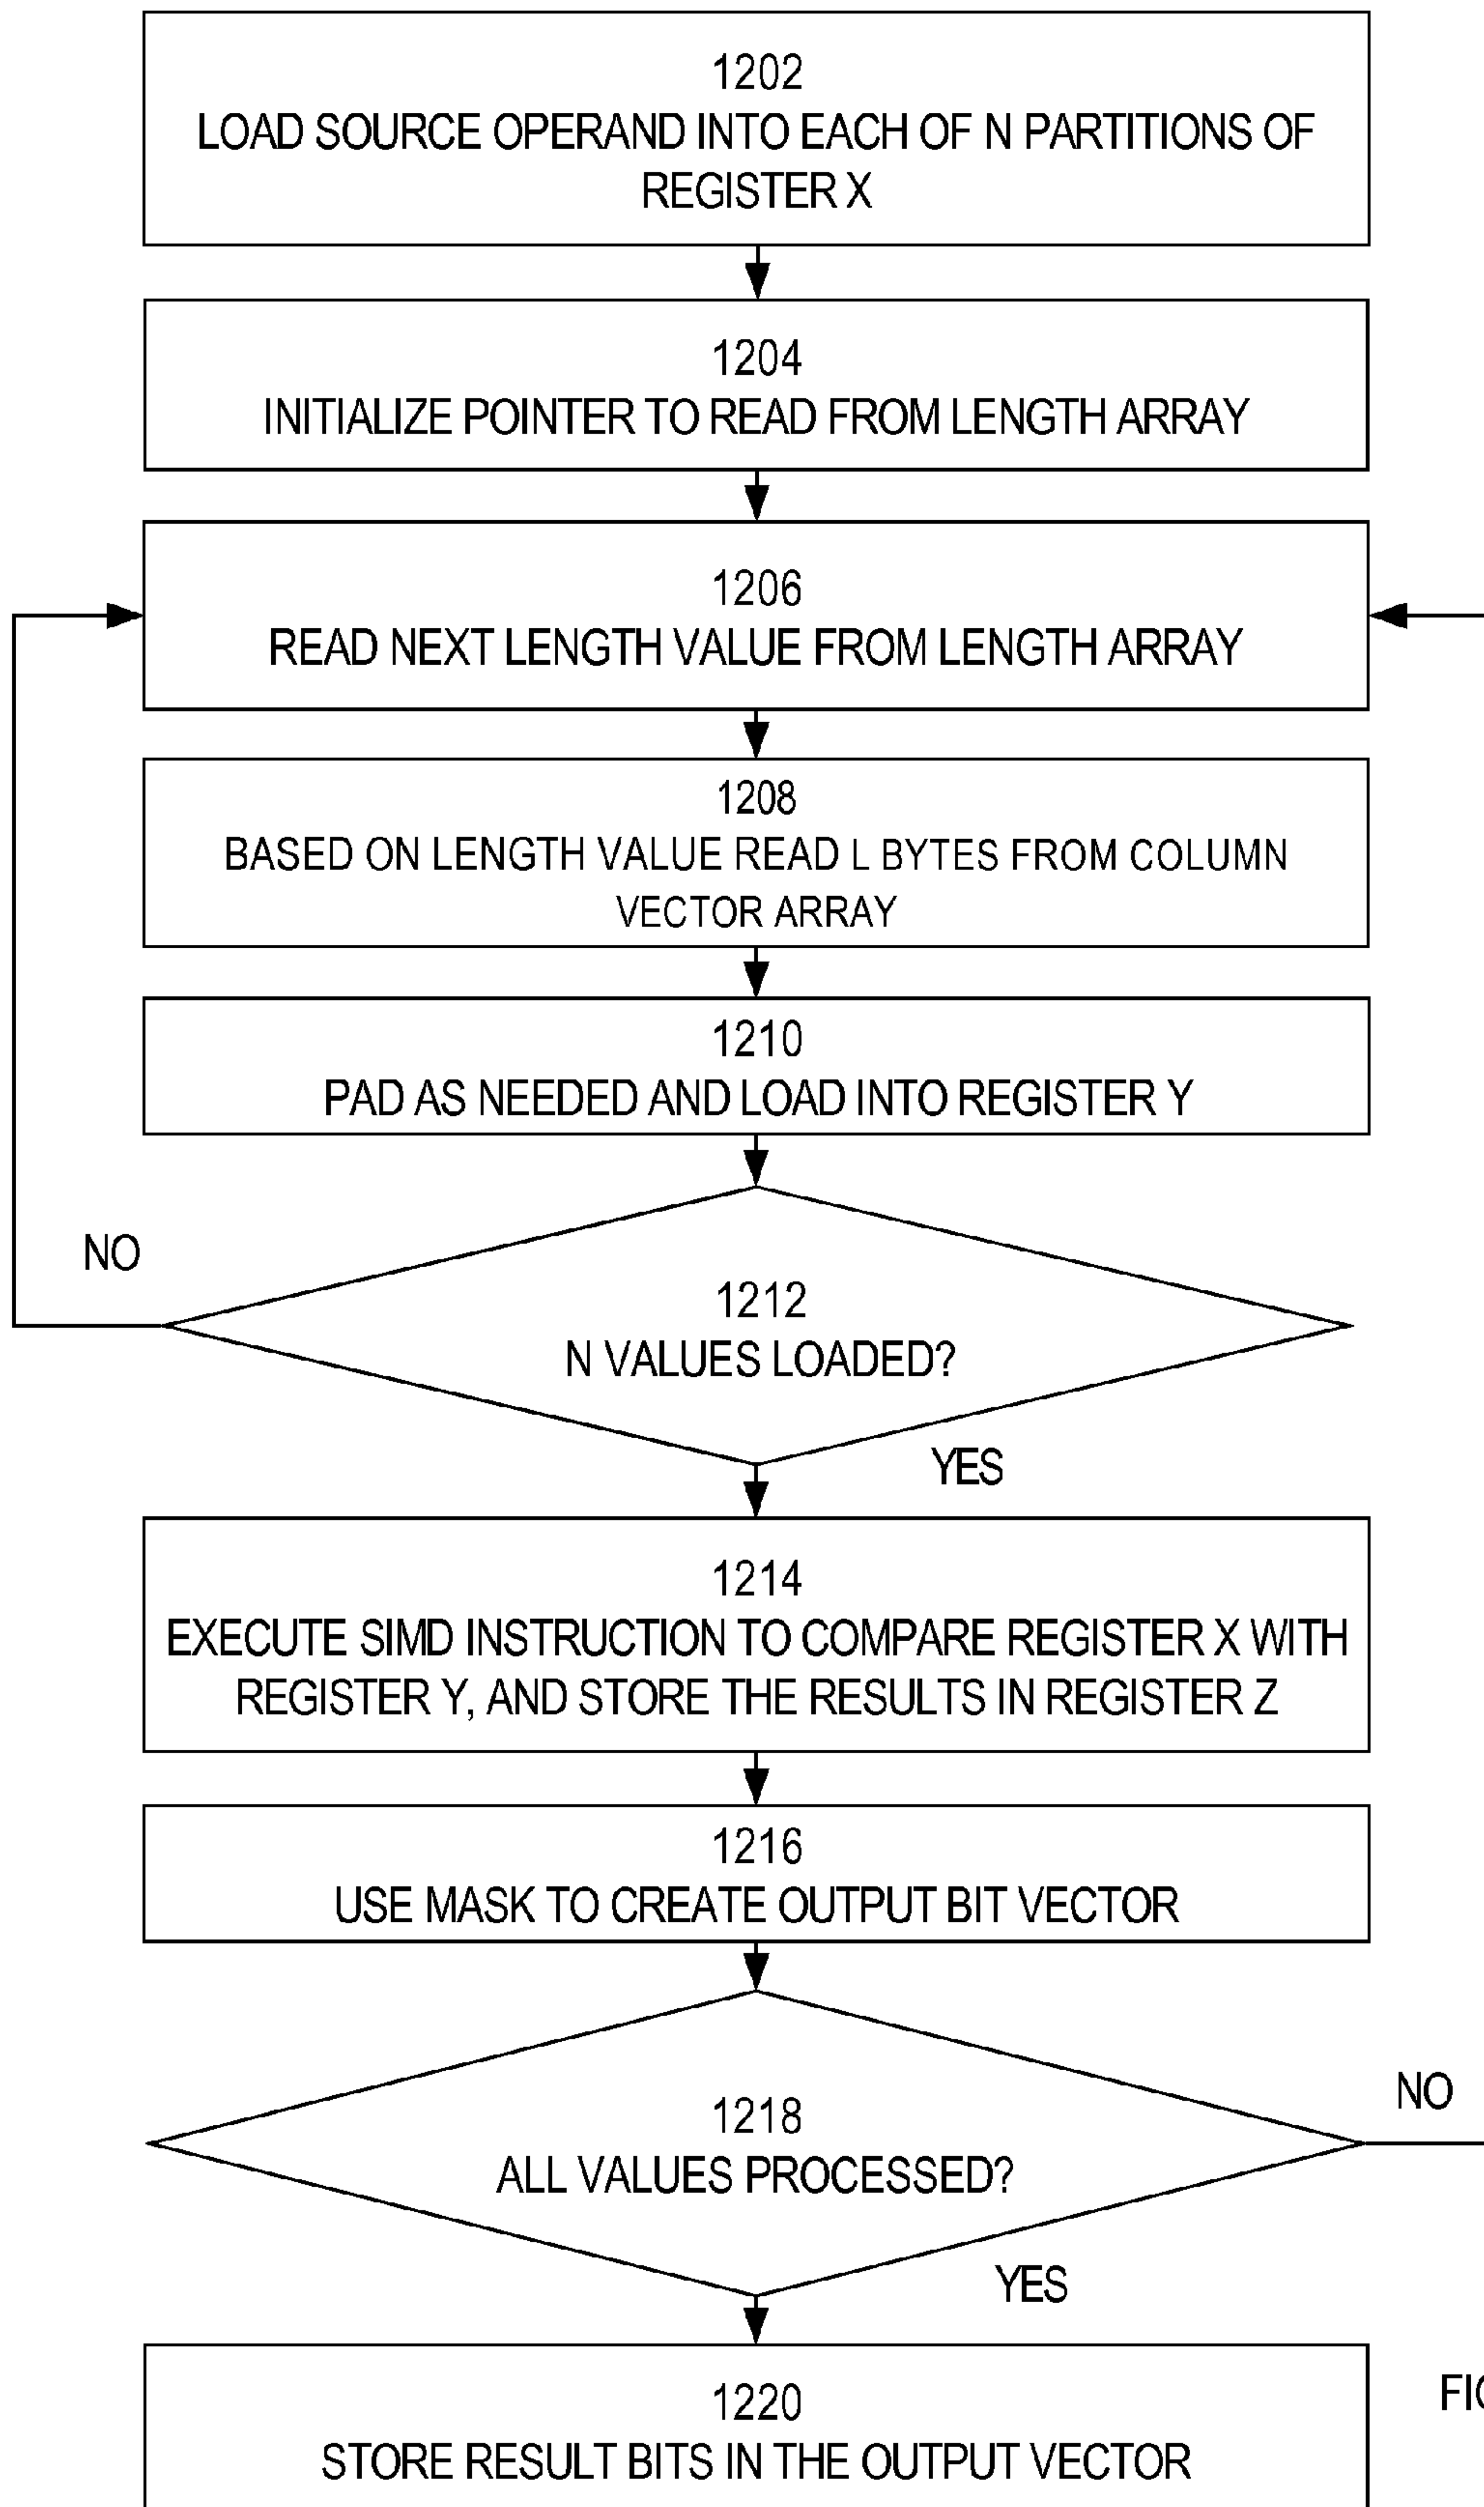 1202
LOAD SOURCE OPERAND INTO EACH OF N PARTITIONS OF
REGISTER X
1204
INITIALIZE POINTER TO READ FROM LENGTH ARRAY
1206
READ NEXT LENGTH VALUE FROM LENGTH ARRAY
1208
BASED ON LENGTH VALUE READ L BYTES FROM COLUMN
VECTOR ARRAY
1210
PAD AS NEEDED AND LOAD INTO REGISTER Y
NO
1212
N VALUES LOADED?
YES
1214
EXECUTE SIMD INSTRUCTION TO COMPARE REGISTER X WITH
REGISTER Y, AND STORE THE RESULTS IN REGISTER Z
1216
USE MASK TO CREATE OUTPUT BIT VECTOR
NO
1218
ALL VALUES PROCESSED?
YES
1220
STORE RESULT BITS IN THE OUTPUT VECTOR